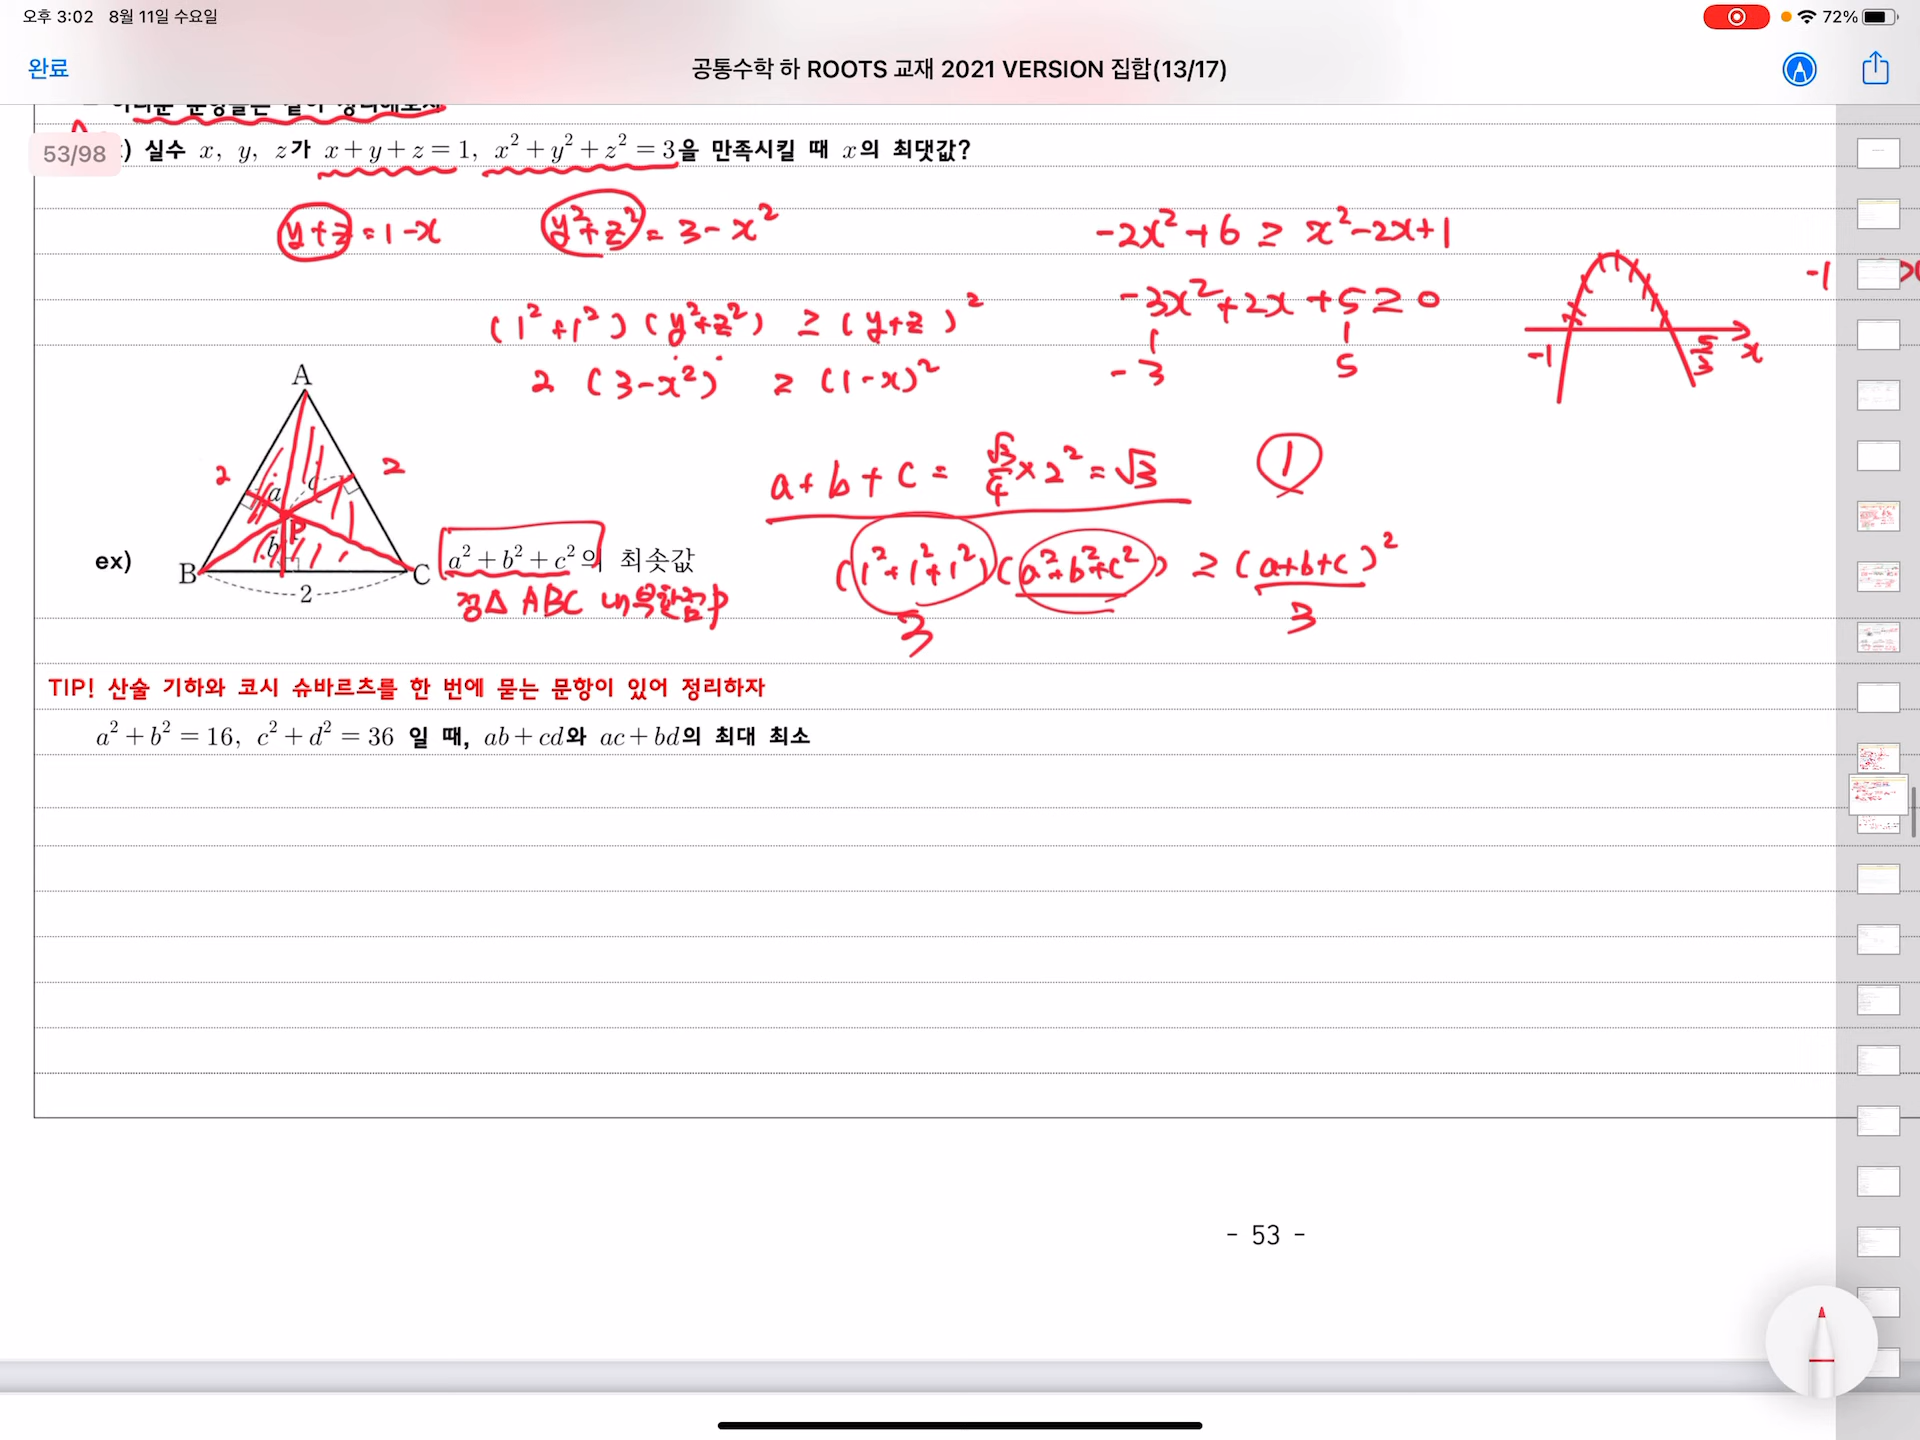 오후 3:02 8월 11일 수요일
72%
완료
공통수학 하 ROOTS 교재 2021 VERSION 집합(13/17)
53/98
) 실수 x, y, z가 x+y+z=1, x²+y²+z²=3을 만족시킬 때 x의 최댓값?
y+z=1-x y²+z²=3-x²
-2x²+6≥x²-2x+1
-1
(1²+1²)(y²+z²)≥(y+z)²
-3x²+2x+5≥0
1 1
-3 5
-1 5/3 x
2(3-x²)≥(1-x)²
A
2 2
a c
P
b
B C
2
a+b+c=√3/4×2²=√3 ①
ex) a²+b²+c²의 최솟값
정△ABC 내부한점P
(1²+1²+1²)(a²+b²+c²)≥(a+b+c)²
3 3
TIP! 산술 기하와 코시 슈바르츠를 한 번에 묻는 문항이 있어 정리하자
a²+b²=16, c²+d²=36 일 때, ab+cd와 ac+bd의 최대 최소
- 53 -